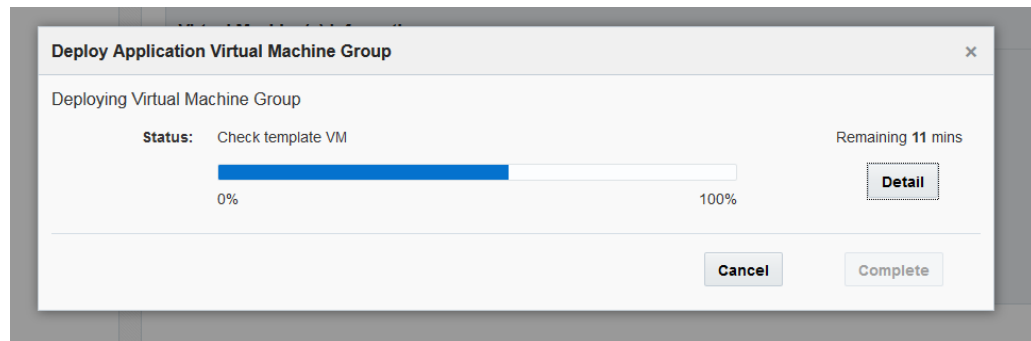 Deploy Application Virtual Machine Group ×
Deploying Virtual Machine Group
Status: Check template VM Remaining 11 mins
Detail
0% 100%
Cancel Complete